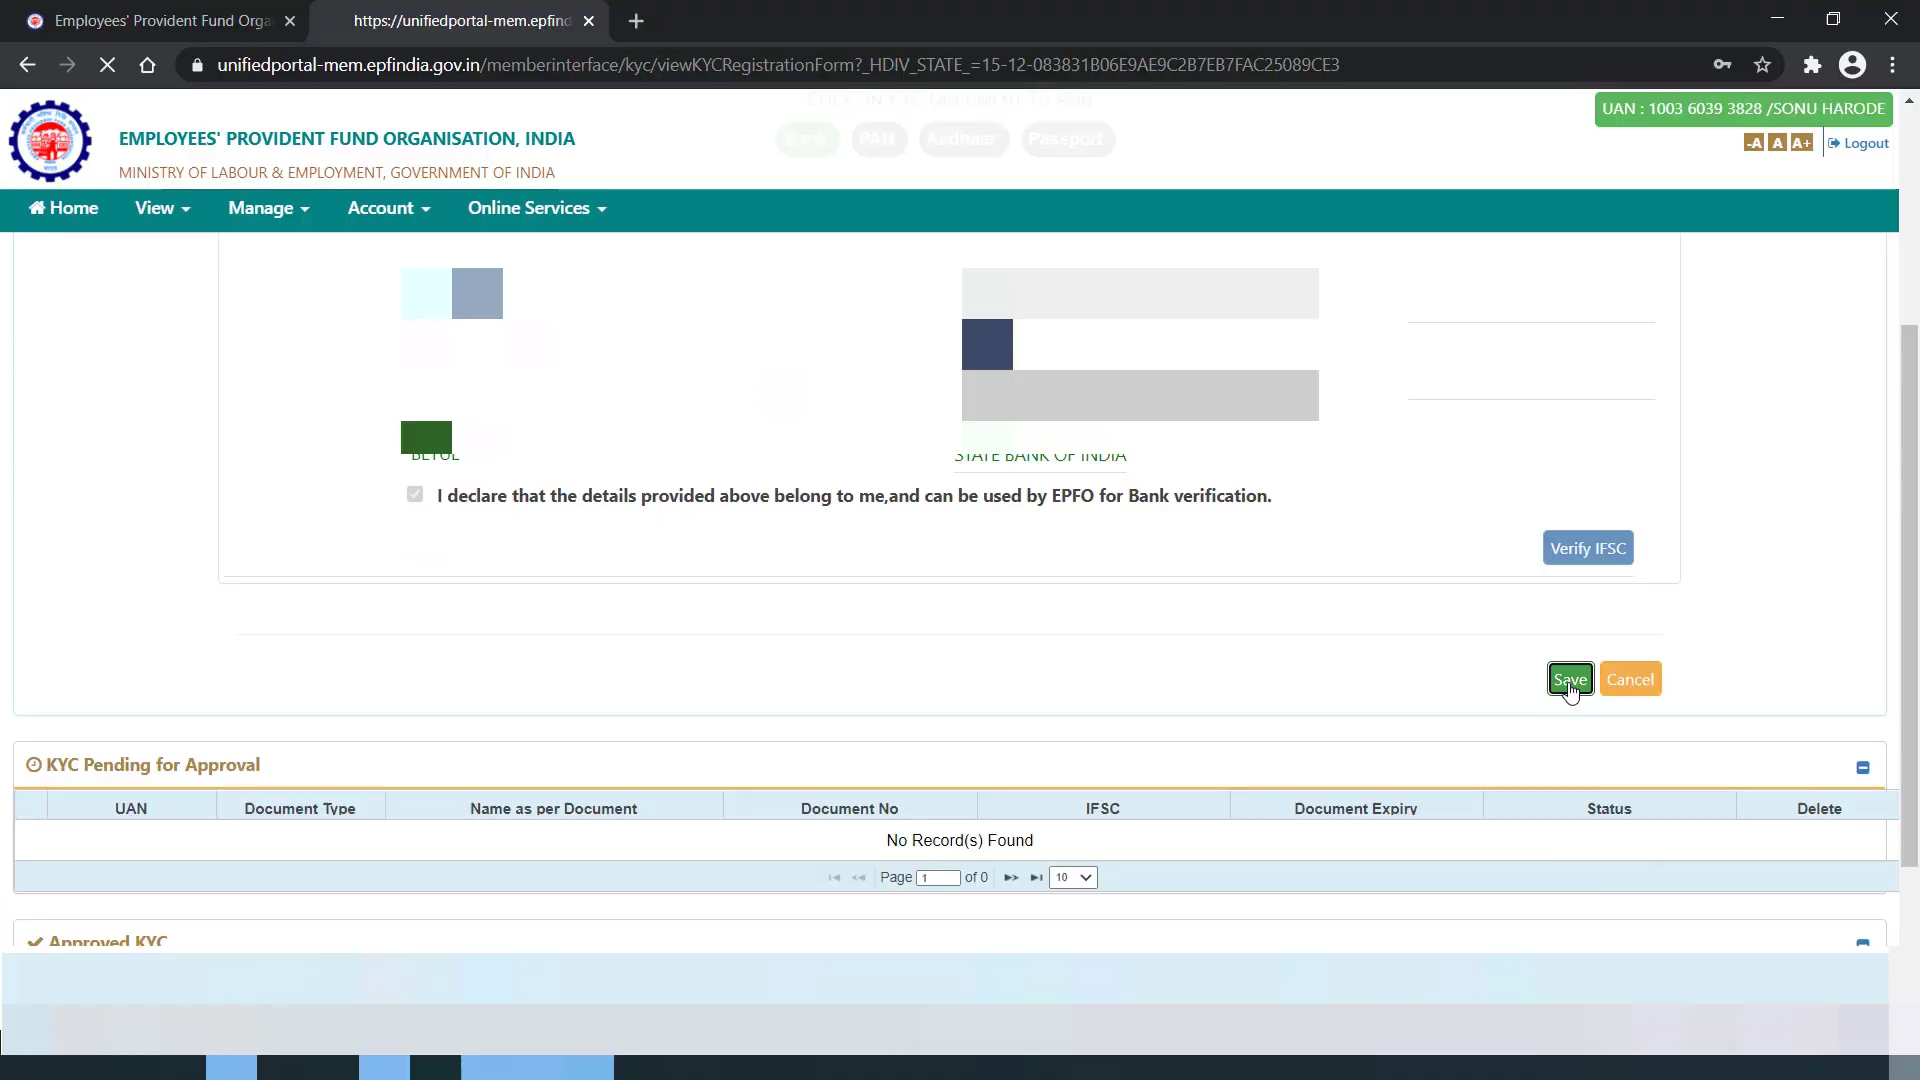 Employees' Provident Fund Orga
https://unifiedportal-mem.epfind
unifiedportal-mem.epfindia.gov.in/memberinterface/kyc/viewKYCRegistrationForm?_HDIV_STATE_=15-12-083831B06E9AE9C2B7EB7FAC25089CE3
UAN : 1003 6039 3828 /SONU HARODE
EMPLOYEES' PROVIDENT FUND ORGANISATION, INDIA
Bank PAN Aadhaar Passport
-A A A+ Logout
MINISTRY OF LABOUR & EMPLOYMENT, GOVERNMENT OF INDIA
Home View Manage Account Online Services
BETUL STATE BANK OF INDIA
I declare that the details provided above belong to me,and can be used by EPFO for Bank verification.
Verify IFSC
Save Cancel
KYC Pending for Approval
UAN Document Type Name as per Document Document No IFSC Document Expiry Status Delete
No Record(s) Found
Page 1 of 0 10
Approved KYC